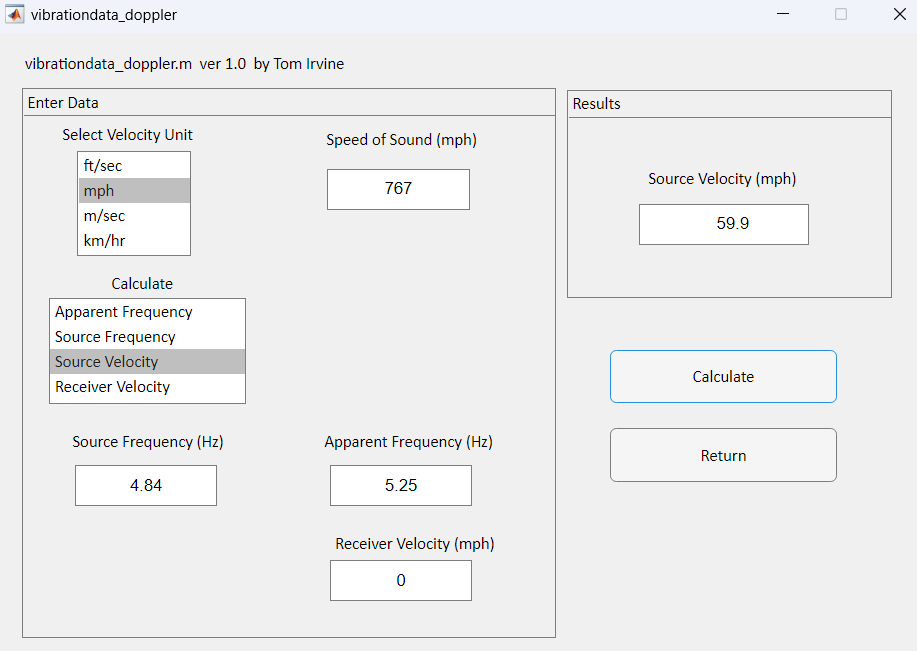 vibrationdata_doppler
vibrationdata_doppler.m  ver 1.0  by Tom Irvine
Enter Data
Select Velocity Unit
ft/sec
mph
m/sec
km/hr
Speed of Sound (mph)
767
Calculate
Apparent Frequency
Source Frequency
Source Velocity
Receiver Velocity
Source Frequency (Hz)
4.84
Apparent Frequency (Hz)
5.25
Receiver Velocity (mph)
0
Results
Source Velocity (mph)
59.9
Calculate
Return